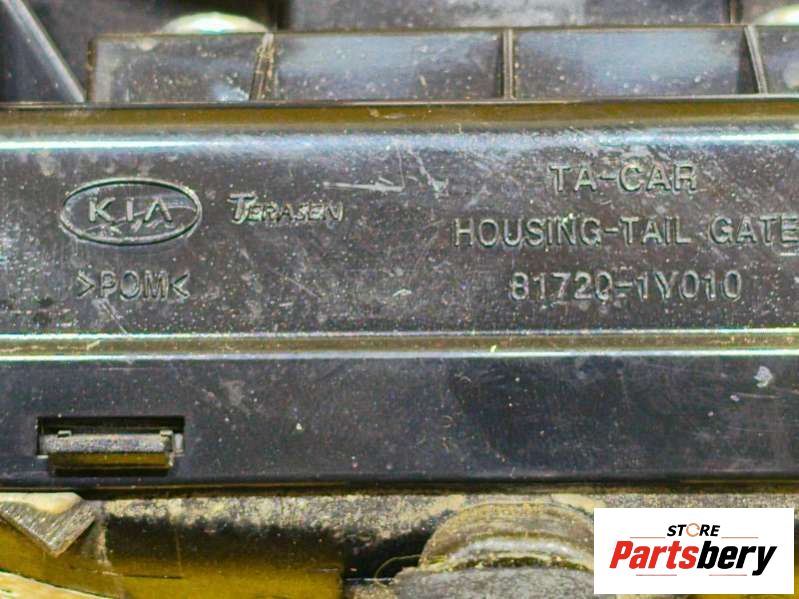 KIA TERASEN TA-CAR
HOUSING-TAIL GATE
>POM< 81720-1Y010
STORE
Partsbery